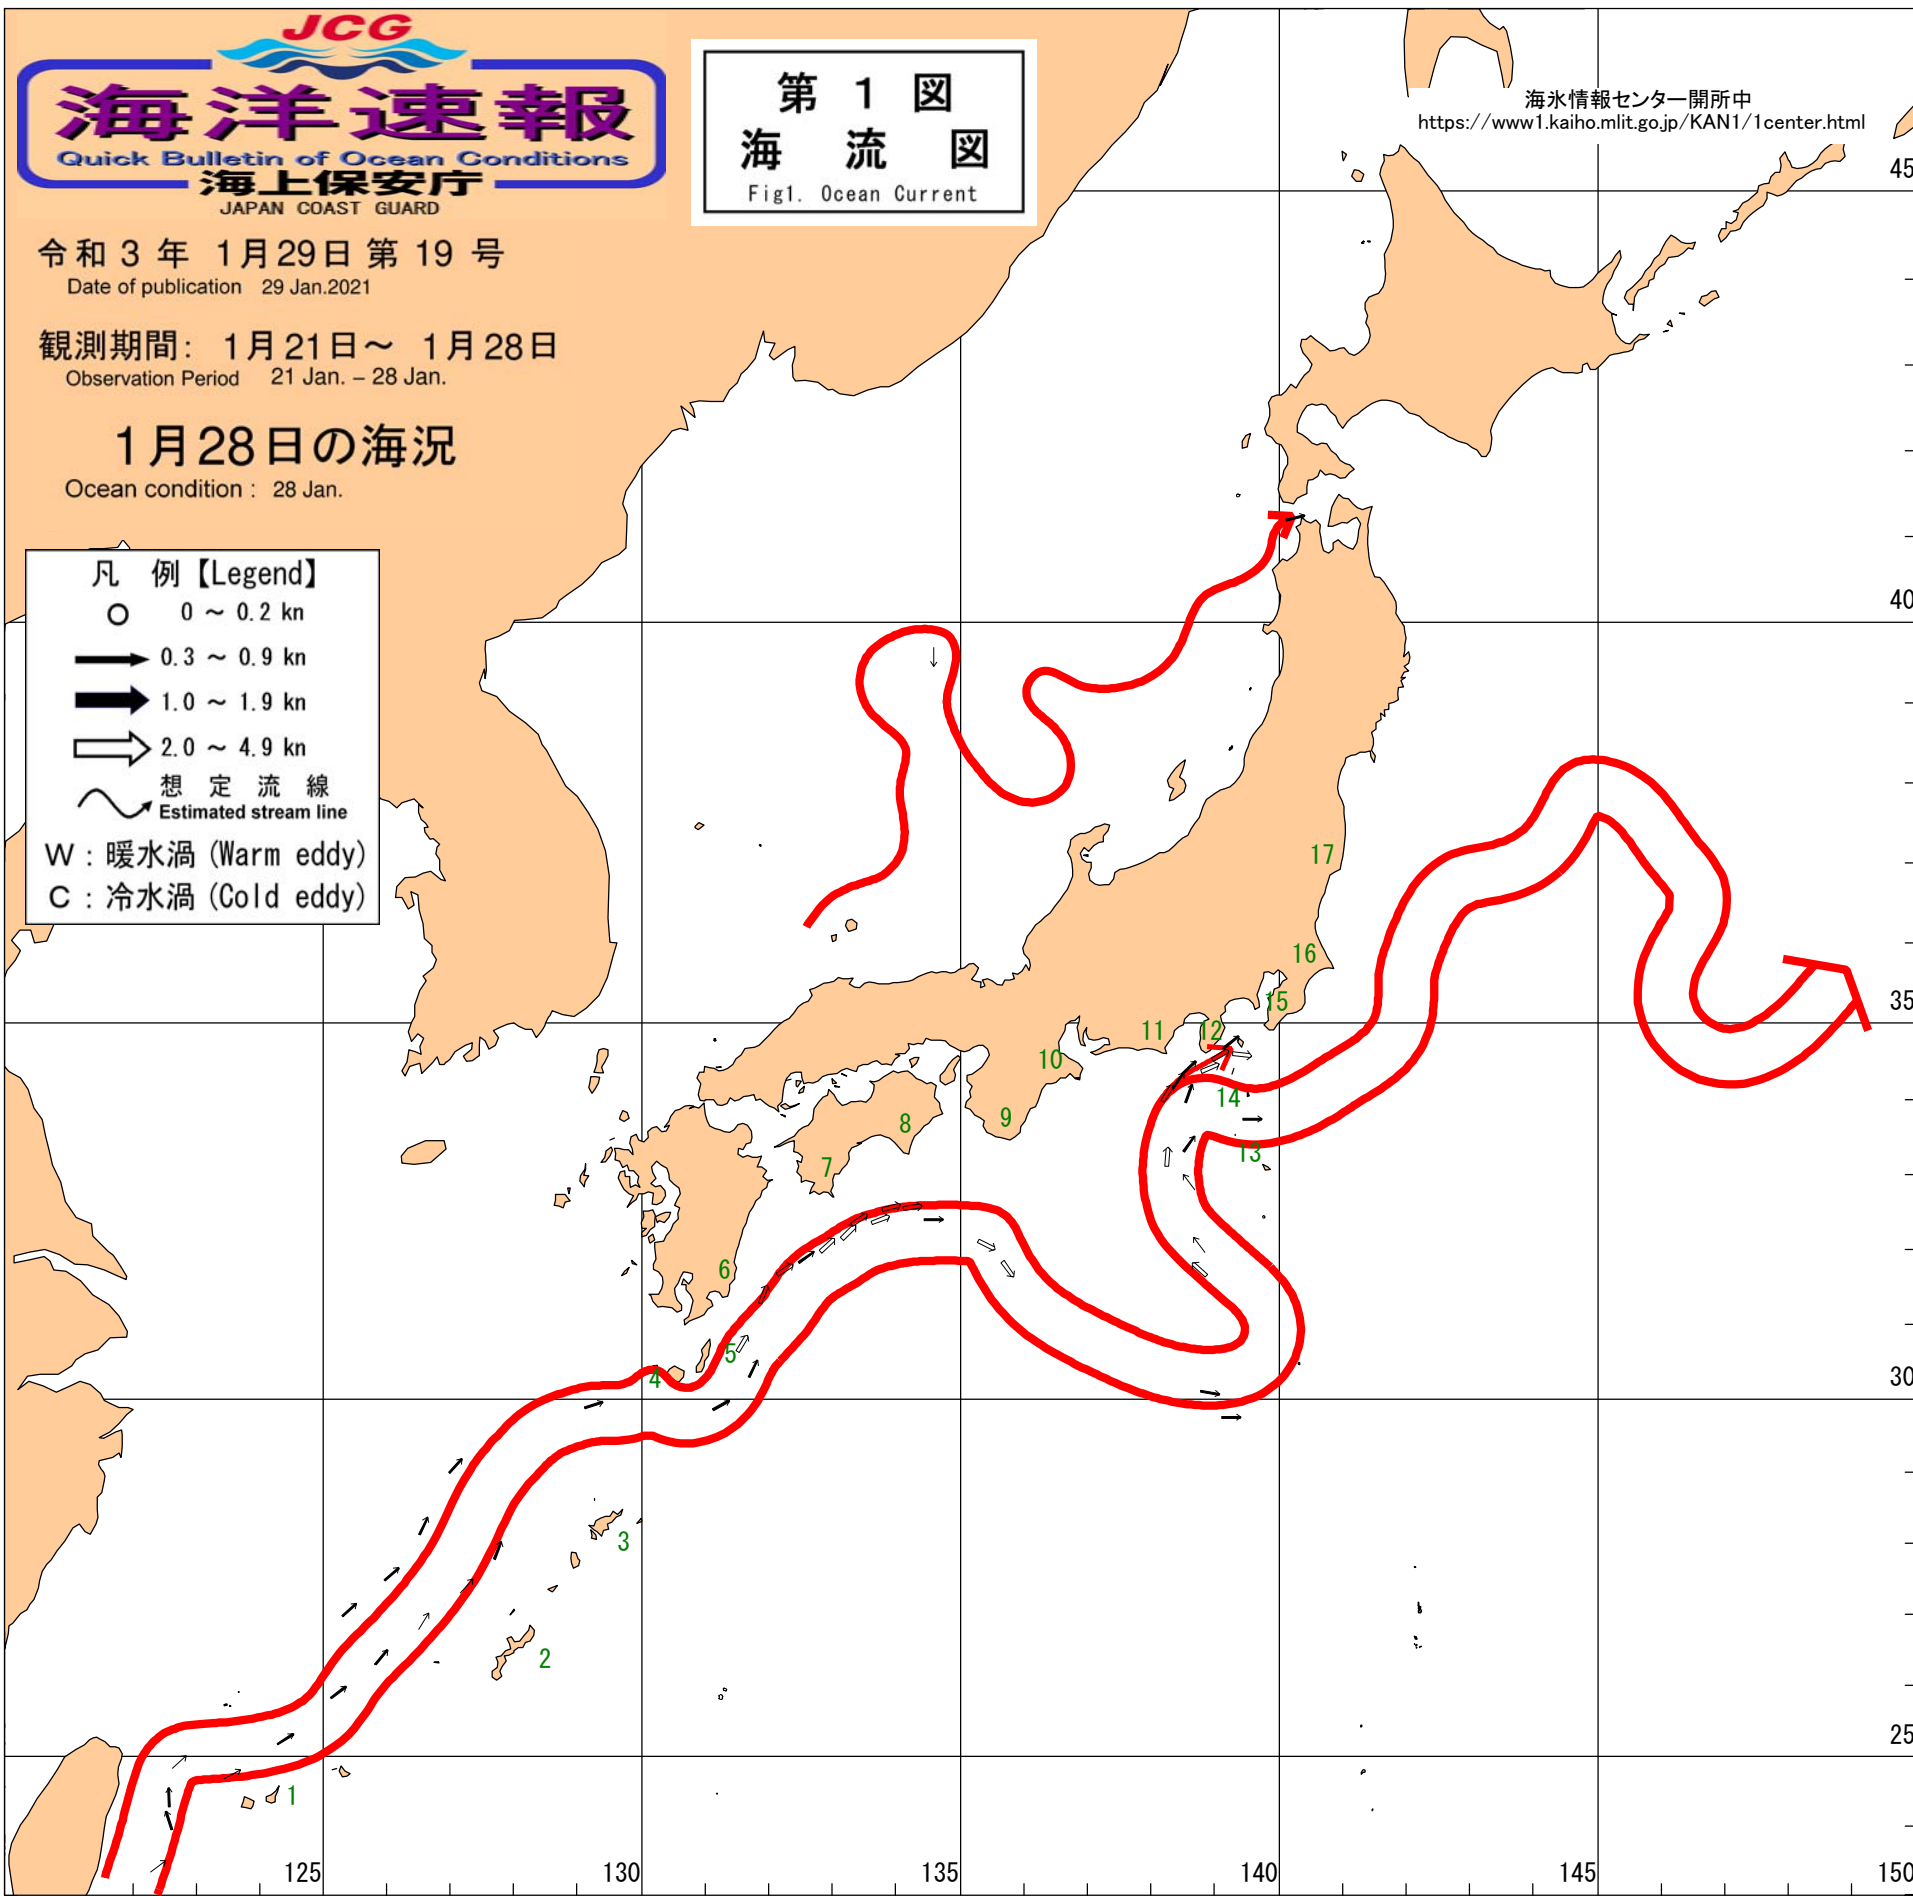 JCG
海洋速報
Quick Bulletin of Ocean Conditions
海上保安庁
JAPAN COAST GUARD
第 1 図
海 流 図
Fig1. Ocean Current
海氷情報センター開所中
https://www1.kaiho.mlit.go.jp/KAN1/1center.html
令和 3 年 1月29日 第 19 号
Date of publication 29 Jan.2021
観測期間: 1月21日～ 1月28日
Observation Period 21 Jan. – 28 Jan.
1月28日の海況
Ocean condition : 28 Jan.
凡 例【Legend】
0 ～ 0.2 kn
0.3 ～ 0.9 kn
1.0 ～ 1.9 kn
2.0 ～ 4.9 kn
想 定 流 線
Estimated stream line
W : 暖水渦 (Warm eddy)
C : 冷水渦 (Cold eddy)
45
40
17
16
15
35
11
12
10
14
9
8
13
7
6
5
4
30
3
2
25
1
125
130
135
140
145
150